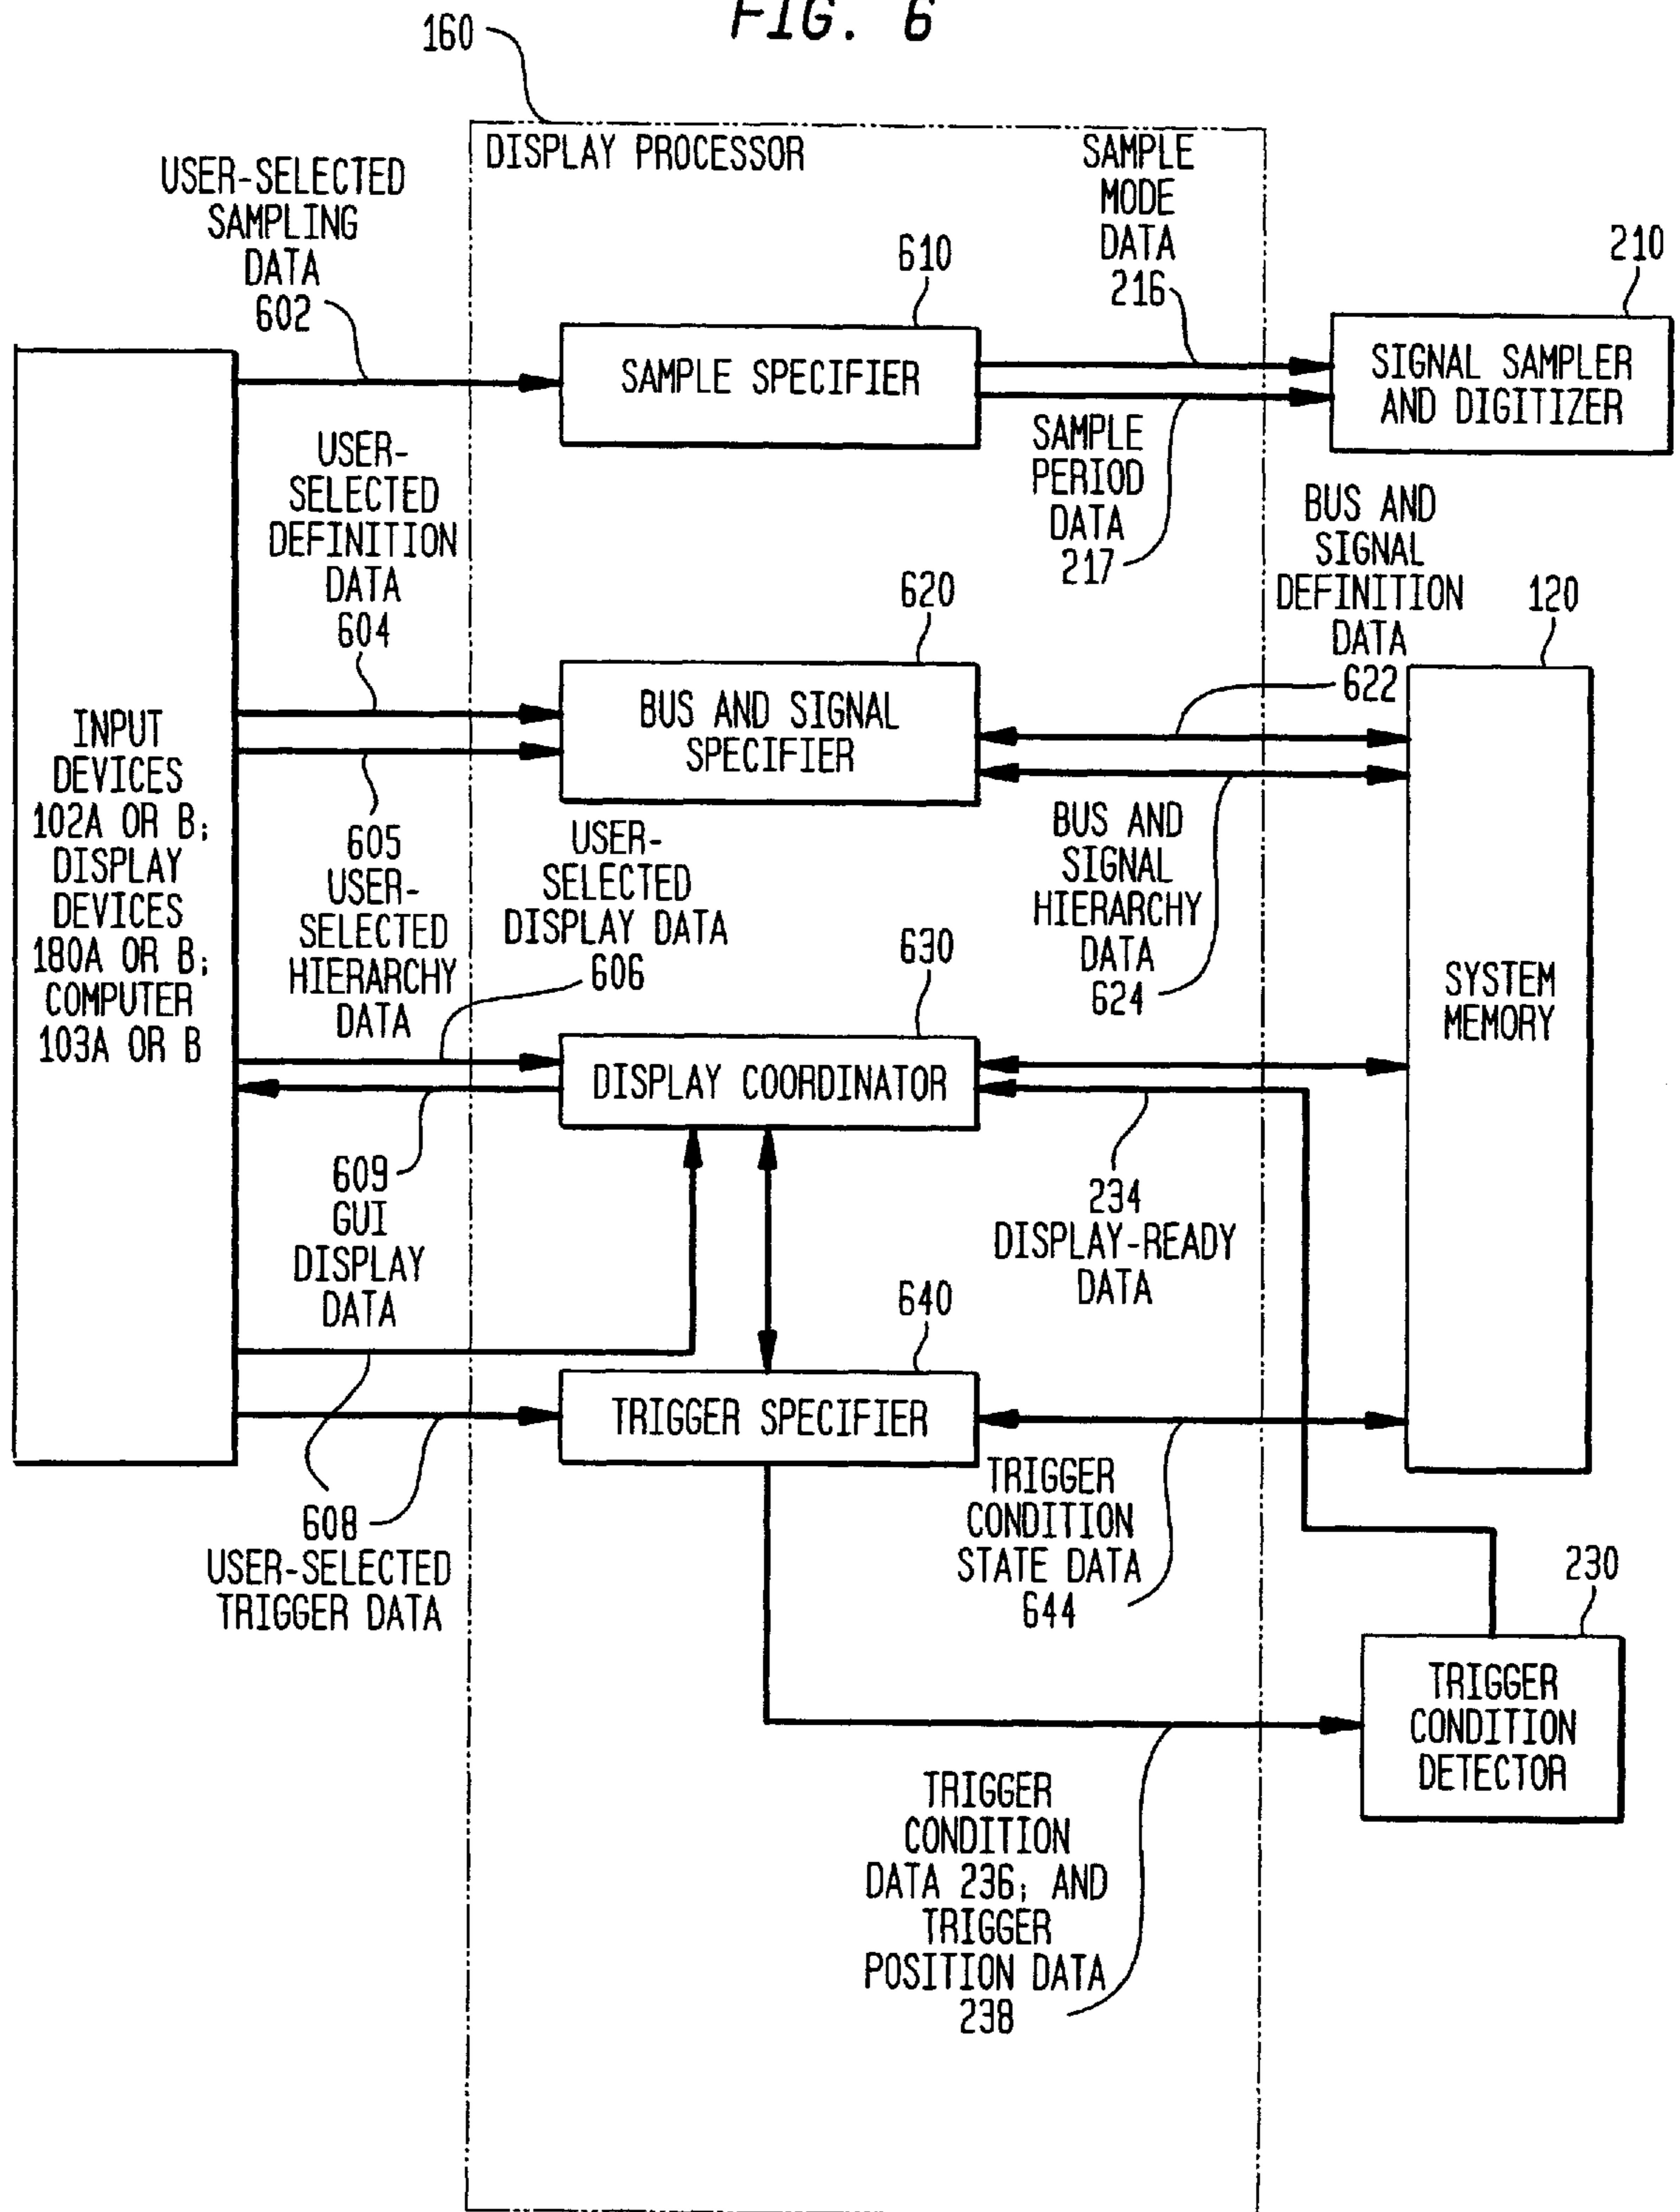 FIG. 6
160
DISPLAY PROCESSOR
USER-SELECTED
SAMPLING
DATA
602
610
SAMPLE SPECIFIER
SAMPLE
MODE
DATA
216
210
SIGNAL SAMPLER
AND DIGITIZER
SAMPLE
PERIOD
DATA
217
USER-
SELECTED
DEFINITION
DATA
604
620
BUS AND SIGNAL
SPECIFIER
BUS AND
SIGNAL
DEFINITION
DATA
622
120
SYSTEM
MEMORY
INPUT
DEVICES
102A OR B;
DISPLAY
DEVICES
180A OR B;
COMPUTER
103A OR B
605
USER-
SELECTED
HIERARCHY
DATA
USER-
SELECTED
DISPLAY DATA
606
BUS AND
SIGNAL
HIERARCHY
DATA
624
630
DISPLAY COORDINATOR
609
GUI
DISPLAY
DATA
234
DISPLAY-READY
DATA
640
TRIGGER SPECIFIER
608
USER-SELECTED
TRIGGER DATA
TRIGGER
CONDITION
STATE DATA
644
230
TRIGGER
CONDITION
DETECTOR
TRIGGER
CONDITION
DATA 236; AND
TRIGGER
POSITION DATA
238